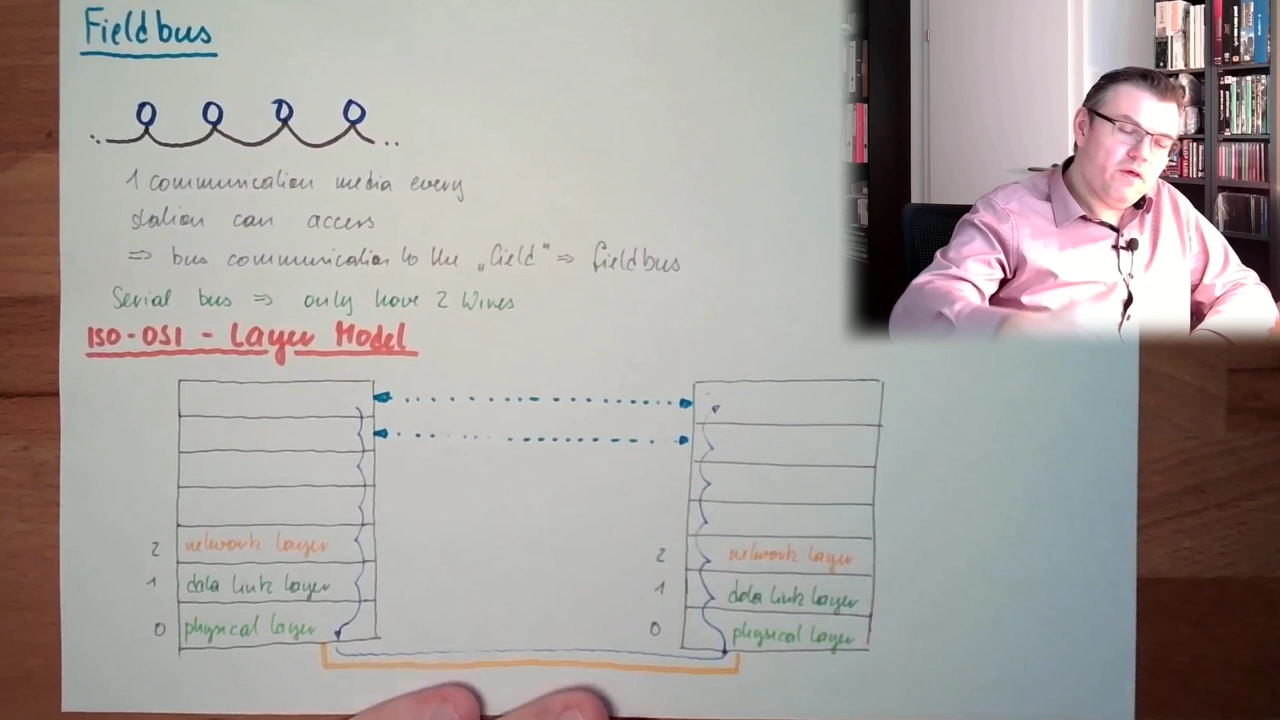 Fieldbus
1 communication media every
station can access
⇒ bus communication to the „field" ⇒ fieldbus
Serial bus ⇒ only have 2 Wires
ISO-OSI - Layer Model
2 network layer
1 data link layer
0 physical layer
2 network layer
1 data link layer
0 physical layer